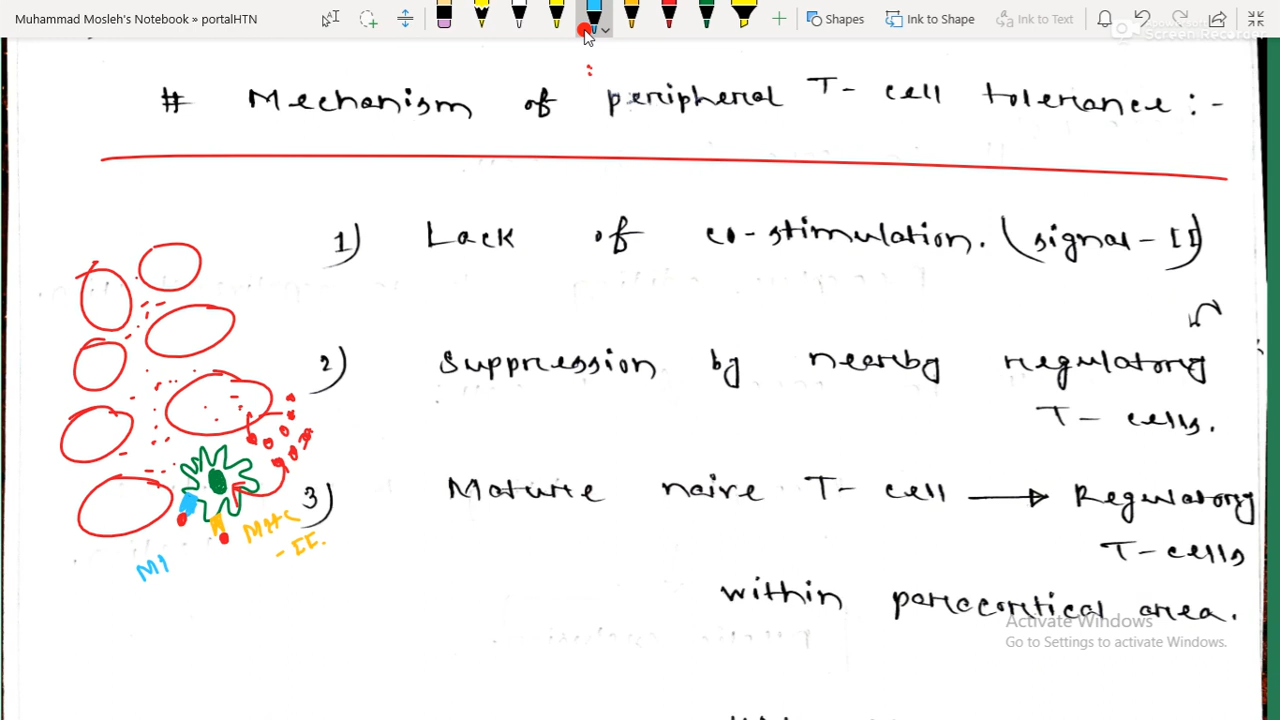 Muhammad Mosleh's Notebook » portalHTN
Shapes
Ink to Shape
Ink to Text
Screen Recorder
# Mechanism of peripheral T-cell tolerance:-
1) Lack of co-stimulation. (signal-II)
2) Suppression by nearby regulatory
T-cells.
3) Mature naive T-cell → Regulatory
T-cells
within paracortical area.
MHC
-II.
MI
Activate Windows
Go to Settings to activate Windows.